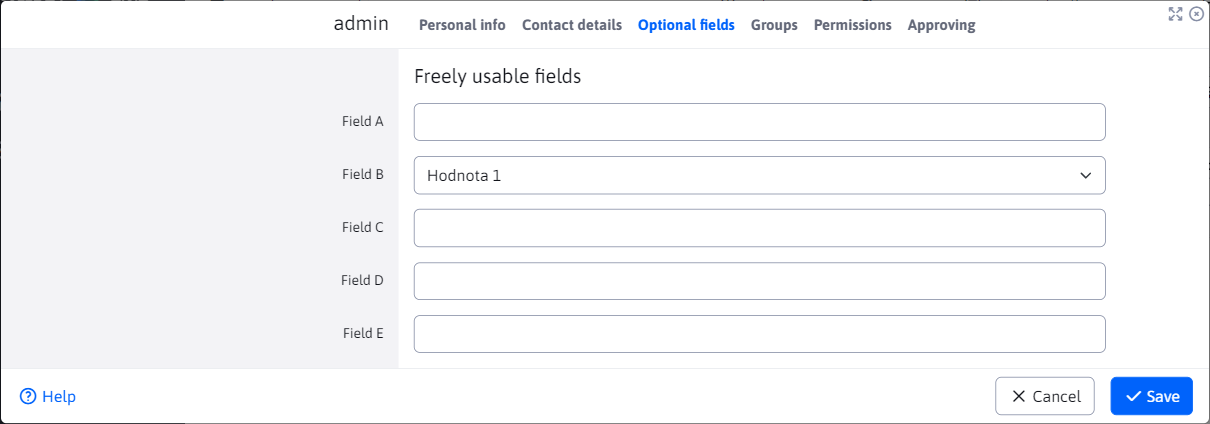 admin Personal info Contact details Optional fields Groups Permissions Approving
Freely usable fields
Field A
Field B Hodnota 1
Field C
Field D
Field E
Help Cancel Save